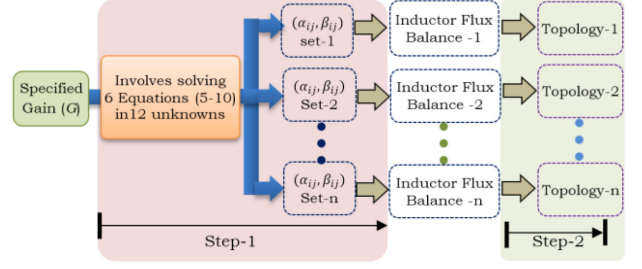 Specified
Gain (G)
Involves solving
6 Equations (5-10)
in12 unknowns
(αij, βij)
set-1
Inductor Flux
Balance -1
Topology-1
(αij, βij)
Set-2
Inductor Flux
Balance -2
Topology-2
(αij, βij)
Set-n
Inductor Flux
Balance -n
Topology-n
Step-1
Step-2